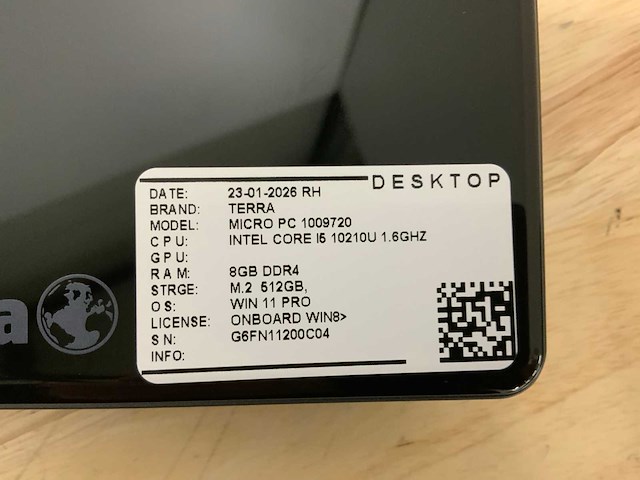 DESKTOP
DATE: 23-01-2026 RH
BRAND: TERRA
MODEL: MICRO PC 1009720
CPU: INTEL CORE I5 10210U 1.6GHZ
GPU:
RAM: 8GB DDR4
STRGE: M.2 512GB,
OS: WIN 11 PRO
LICENSE: ONBOARD WIN8>
SN: G6FN11200C04
INFO:
a